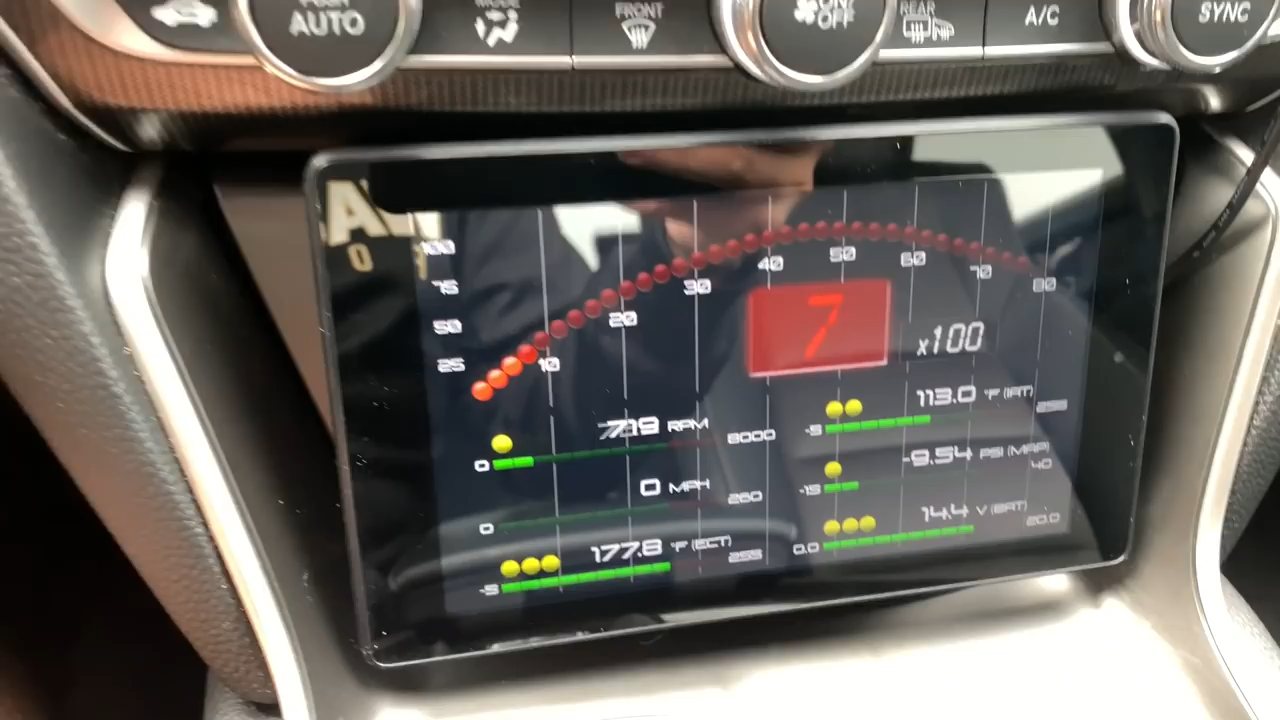 AUTO
MODE
FRONT
ON/
OFF
REAR
A/C
SYNC
100
75
50
25
10
20
30
40
50
60
70
80
7
x100
719 RPM
0
8000
0 MPH
0
260
177.8 °F (ECT)
-5
255
113.0 °F (IAT)
-5
255
-9.54 PSI (MAP)
-15
40
14.4 V (BAT)
0.0
20.0